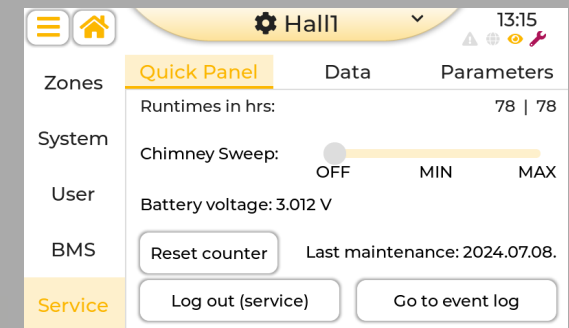 Hall1
13:15
Zones
System
User
BMS
Service
Quick Panel
Data
Parameters
Runtimes in hrs:
78 | 78
Chimney Sweep:
OFF
MIN
MAX
Battery voltage: 3.012 V
Reset counter
Last maintenance: 2024.07.08.
Log out (service)
Go to event log